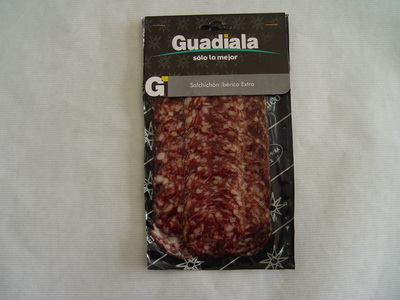 Guadiala
sólo lo mejor
G
Salchichón Ibérico Extra